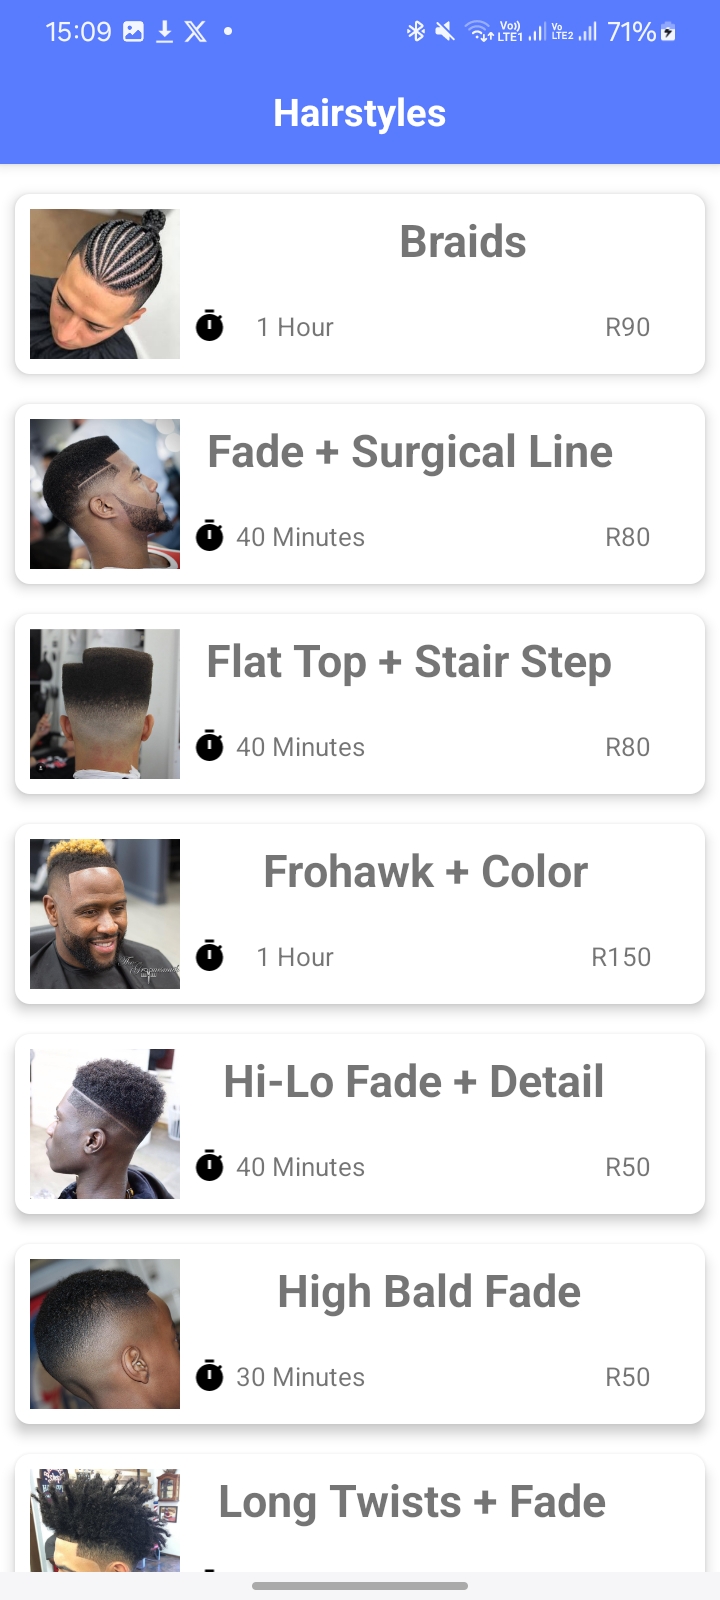 15:09 Vo) LTE1 Vo LTE2 71%
Hairstyles
Braids
1 Hour R90
Fade + Surgical Line
40 Minutes R80
Flat Top + Stair Step
40 Minutes R80
Frohawk + Color
1 Hour R150
Hi-Lo Fade + Detail
40 Minutes R50
High Bald Fade
30 Minutes R50
Long Twists + Fade